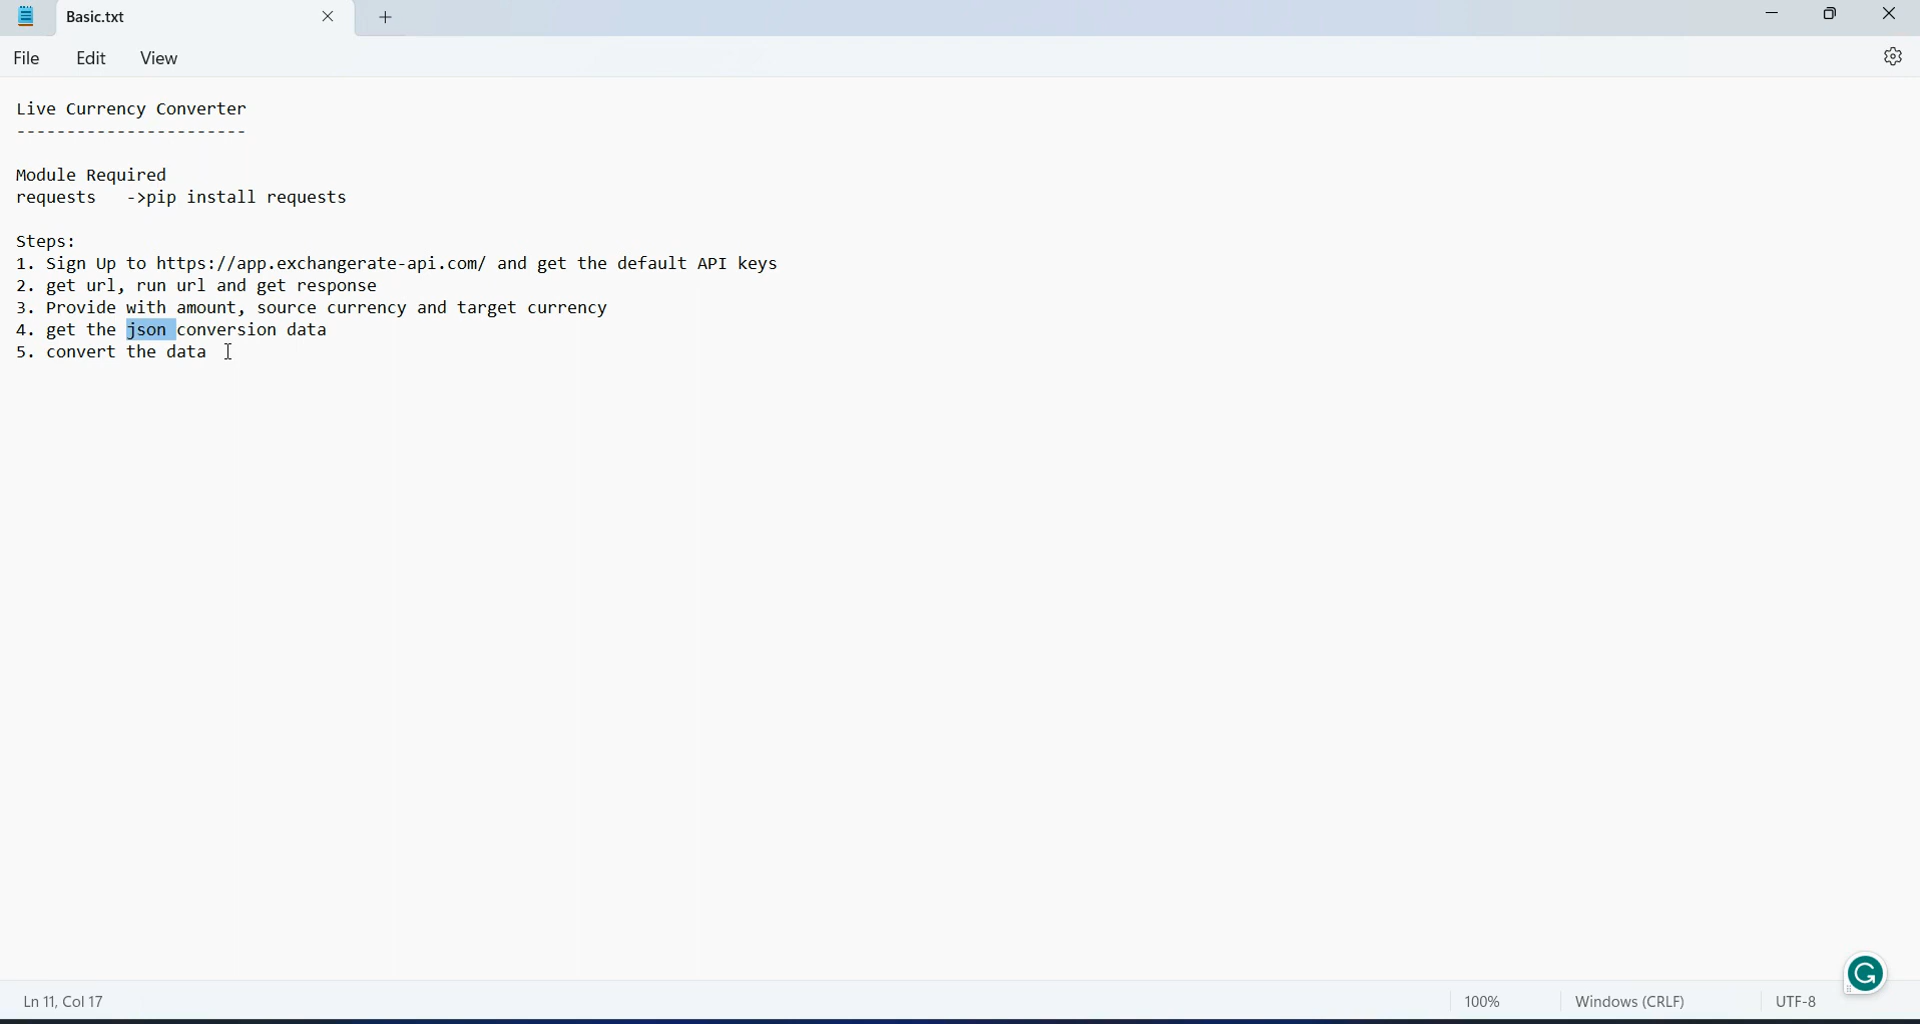 Basic.txt
File Edit View
Live Currency Converter
-----------------------
Module Required
requests   ->pip install requests
Steps:
1. Sign Up to https://app.exchangerate-api.com/ and get the default API keys
2. get url, run url and get response
3. Provide with amount, source currency and target currency
4. get the json conversion data
5. convert the data
Ln 11, Col 17 100% Windows (CRLF) UTF-8